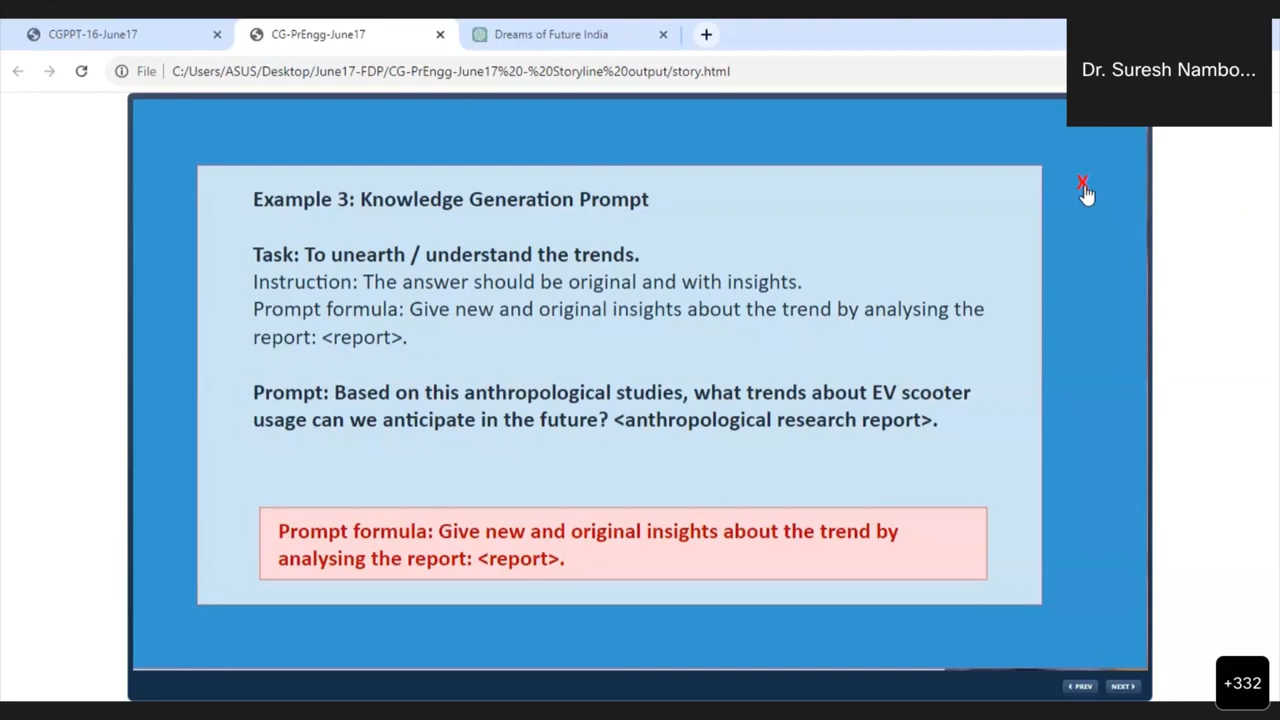 CGPPT-16-June17
CG-PrEngg-June17
Dreams of Future India
File
C:/Users/ASUS/Desktop/June17-FDP/CG-PrEngg-June17%20-%20Storyline%20output/story.html
Dr. Suresh Nambo...
X
Example 3: Knowledge Generation Prompt
Task: To unearth / understand the trends.
Instruction: The answer should be original and with insights.
Prompt formula: Give new and original insights about the trend by analysing the
report: <report>.
Prompt: Based on this anthropological studies, what trends about EV scooter
usage can we anticipate in the future? <anthropological research report>.
Prompt formula: Give new and original insights about the trend by
analysing the report: <report>.
PREV
NEXT
+332